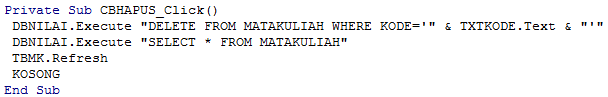 Private Sub CBHAPUS_Click()
DBNILAI.Execute "DELETE FROM MATAKULIAH WHERE KODE='" & TXTKODE.Text & "'"
DBNILAI.Execute "SELECT * FROM MATAKULIAH"
TBMK.Refresh
KOSONG
End Sub